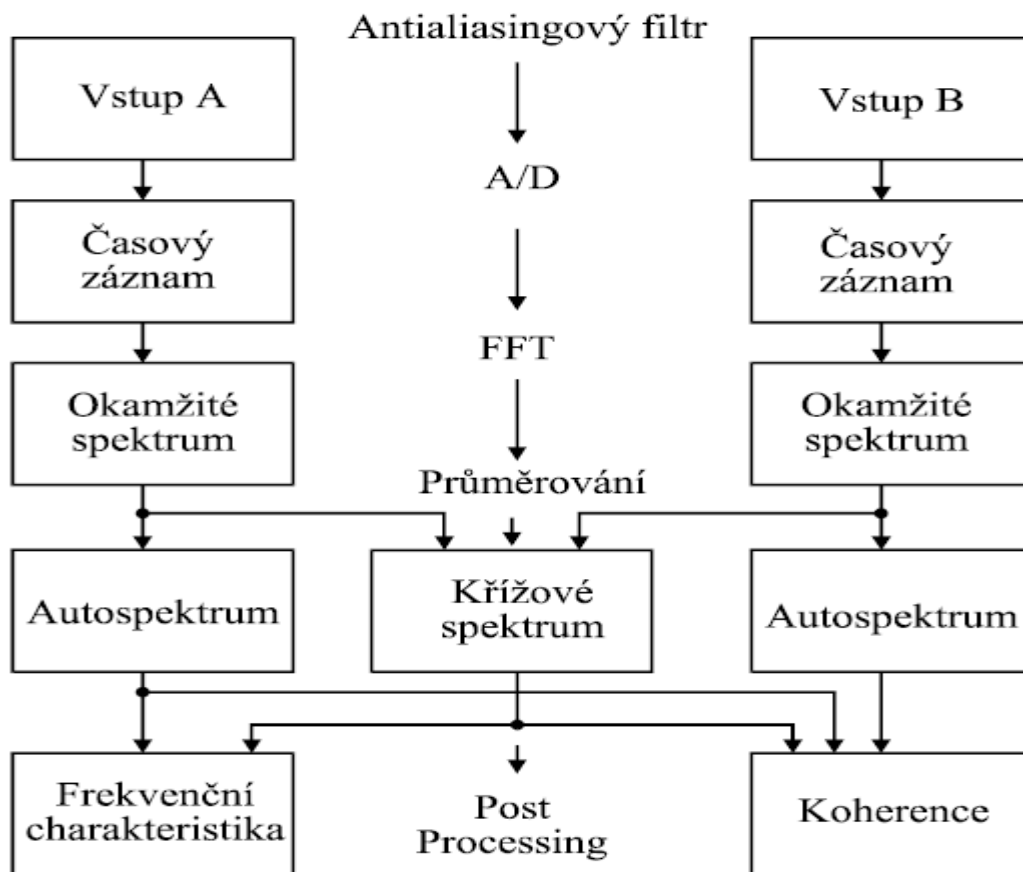 Antialiasingový filtr
Vstup A
Vstup B
A/D
Časový
záznam
Časový
záznam
FFT
Okamžité
spektrum
Okamžité
spektrum
Průměrování
Autospektrum
Křížové
spektrum
Autospektrum
Frekvenční
charakteristika
Post
Processing
Koherence